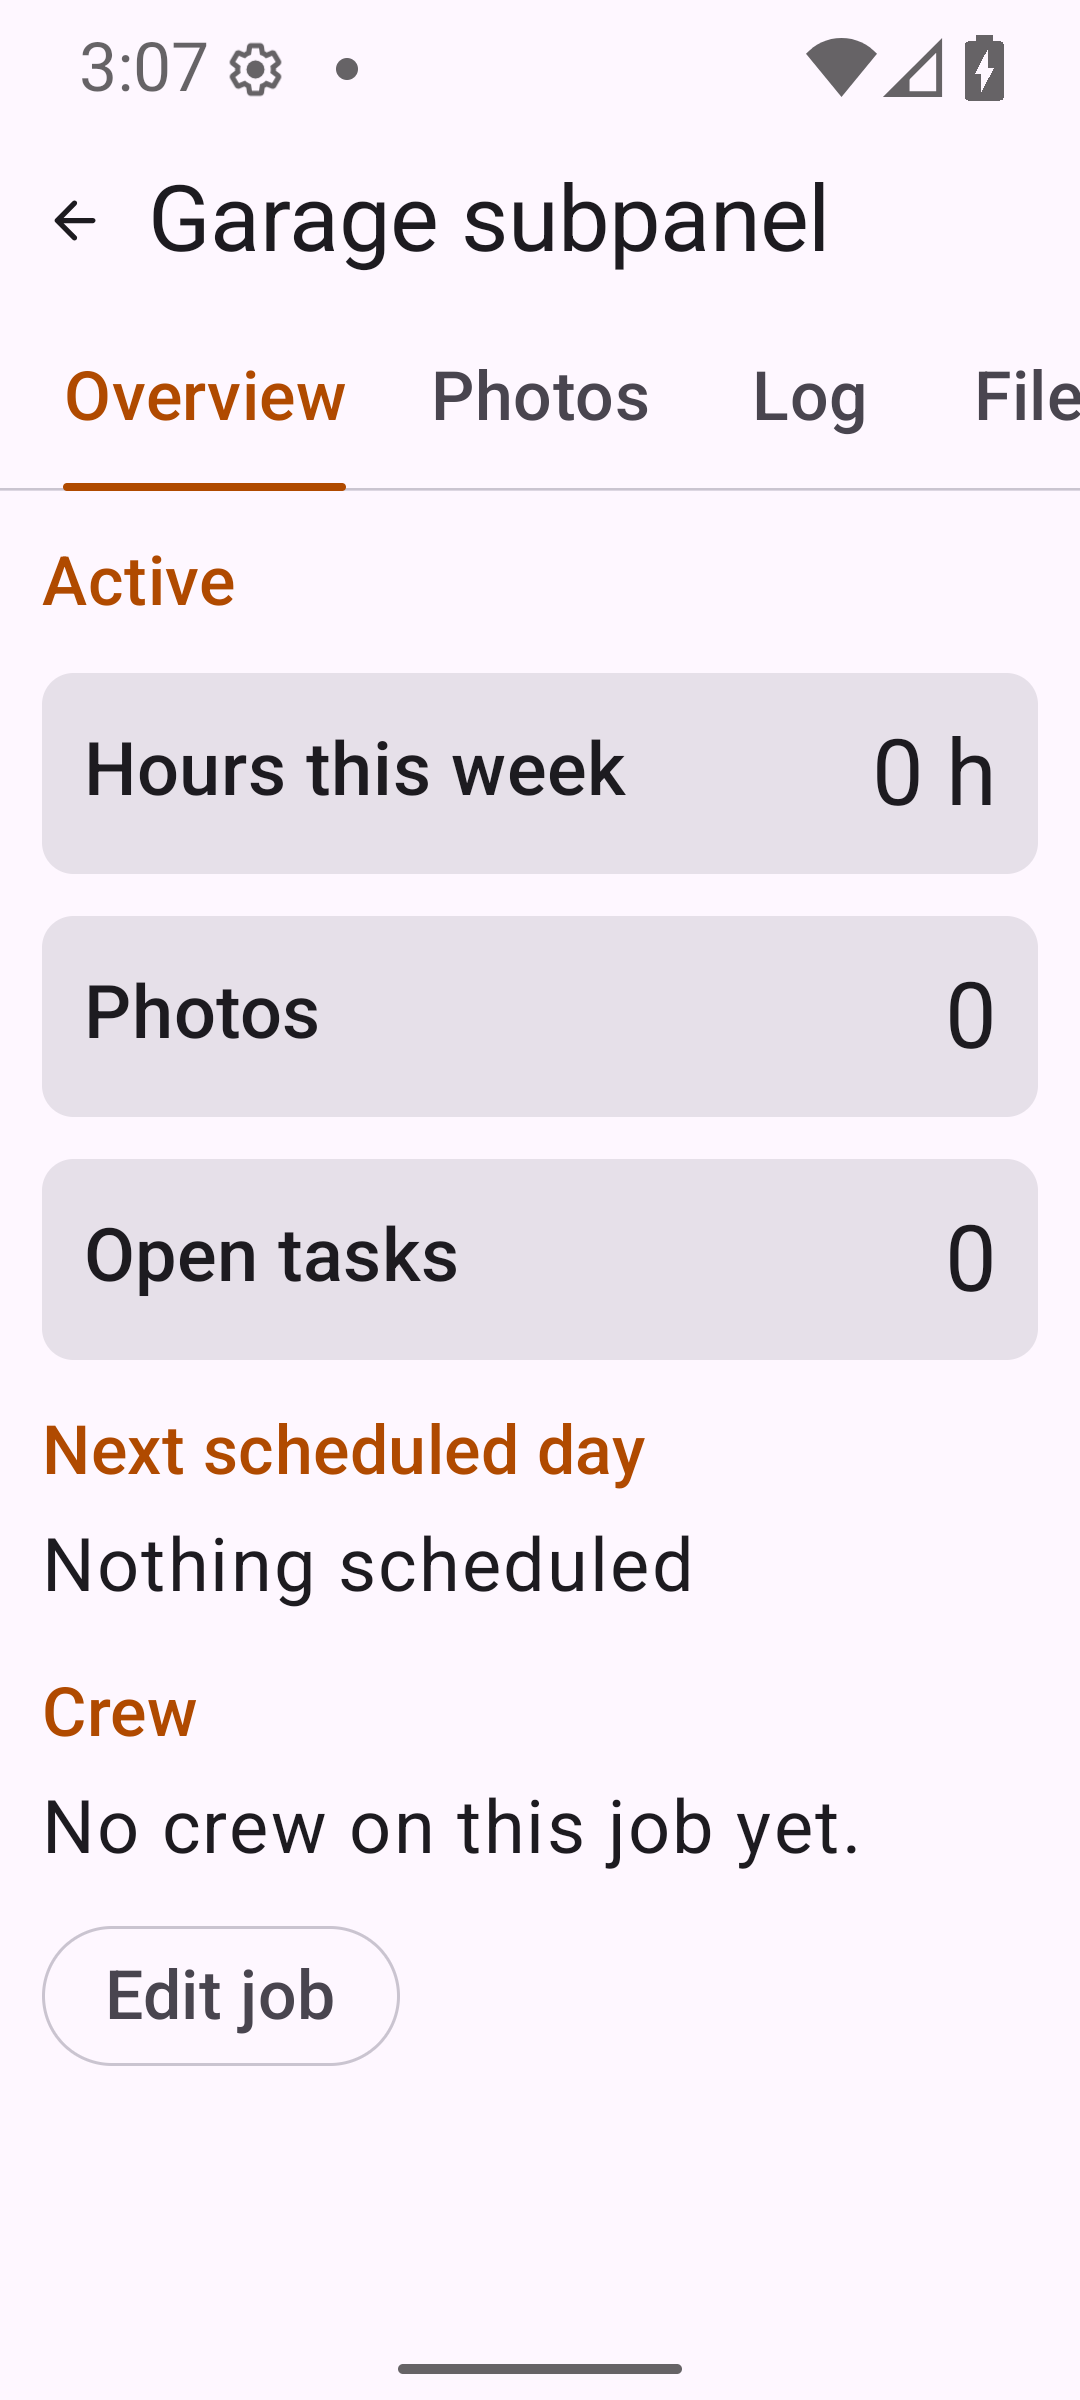 3:07
Garage subpanel
Overview Photos Log File
Active
Hours this week 0 h
Photos 0
Open tasks 0
Next scheduled day
Nothing scheduled
Crew
No crew on this job yet.
Edit job